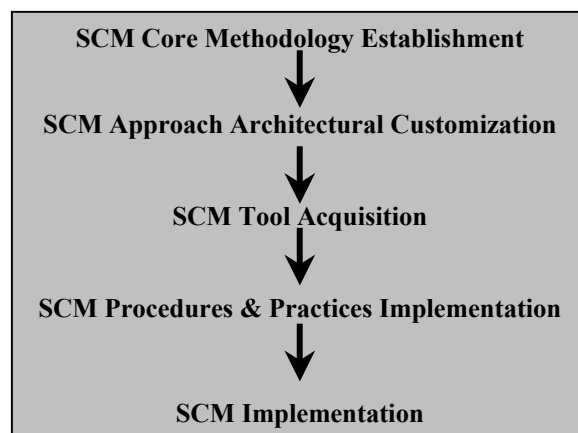 SCM Core Methodology Establishment
SCM Approach Architectural Customization
SCM Tool Acquisition
SCM Procedures & Practices Implementation
SCM Implementation